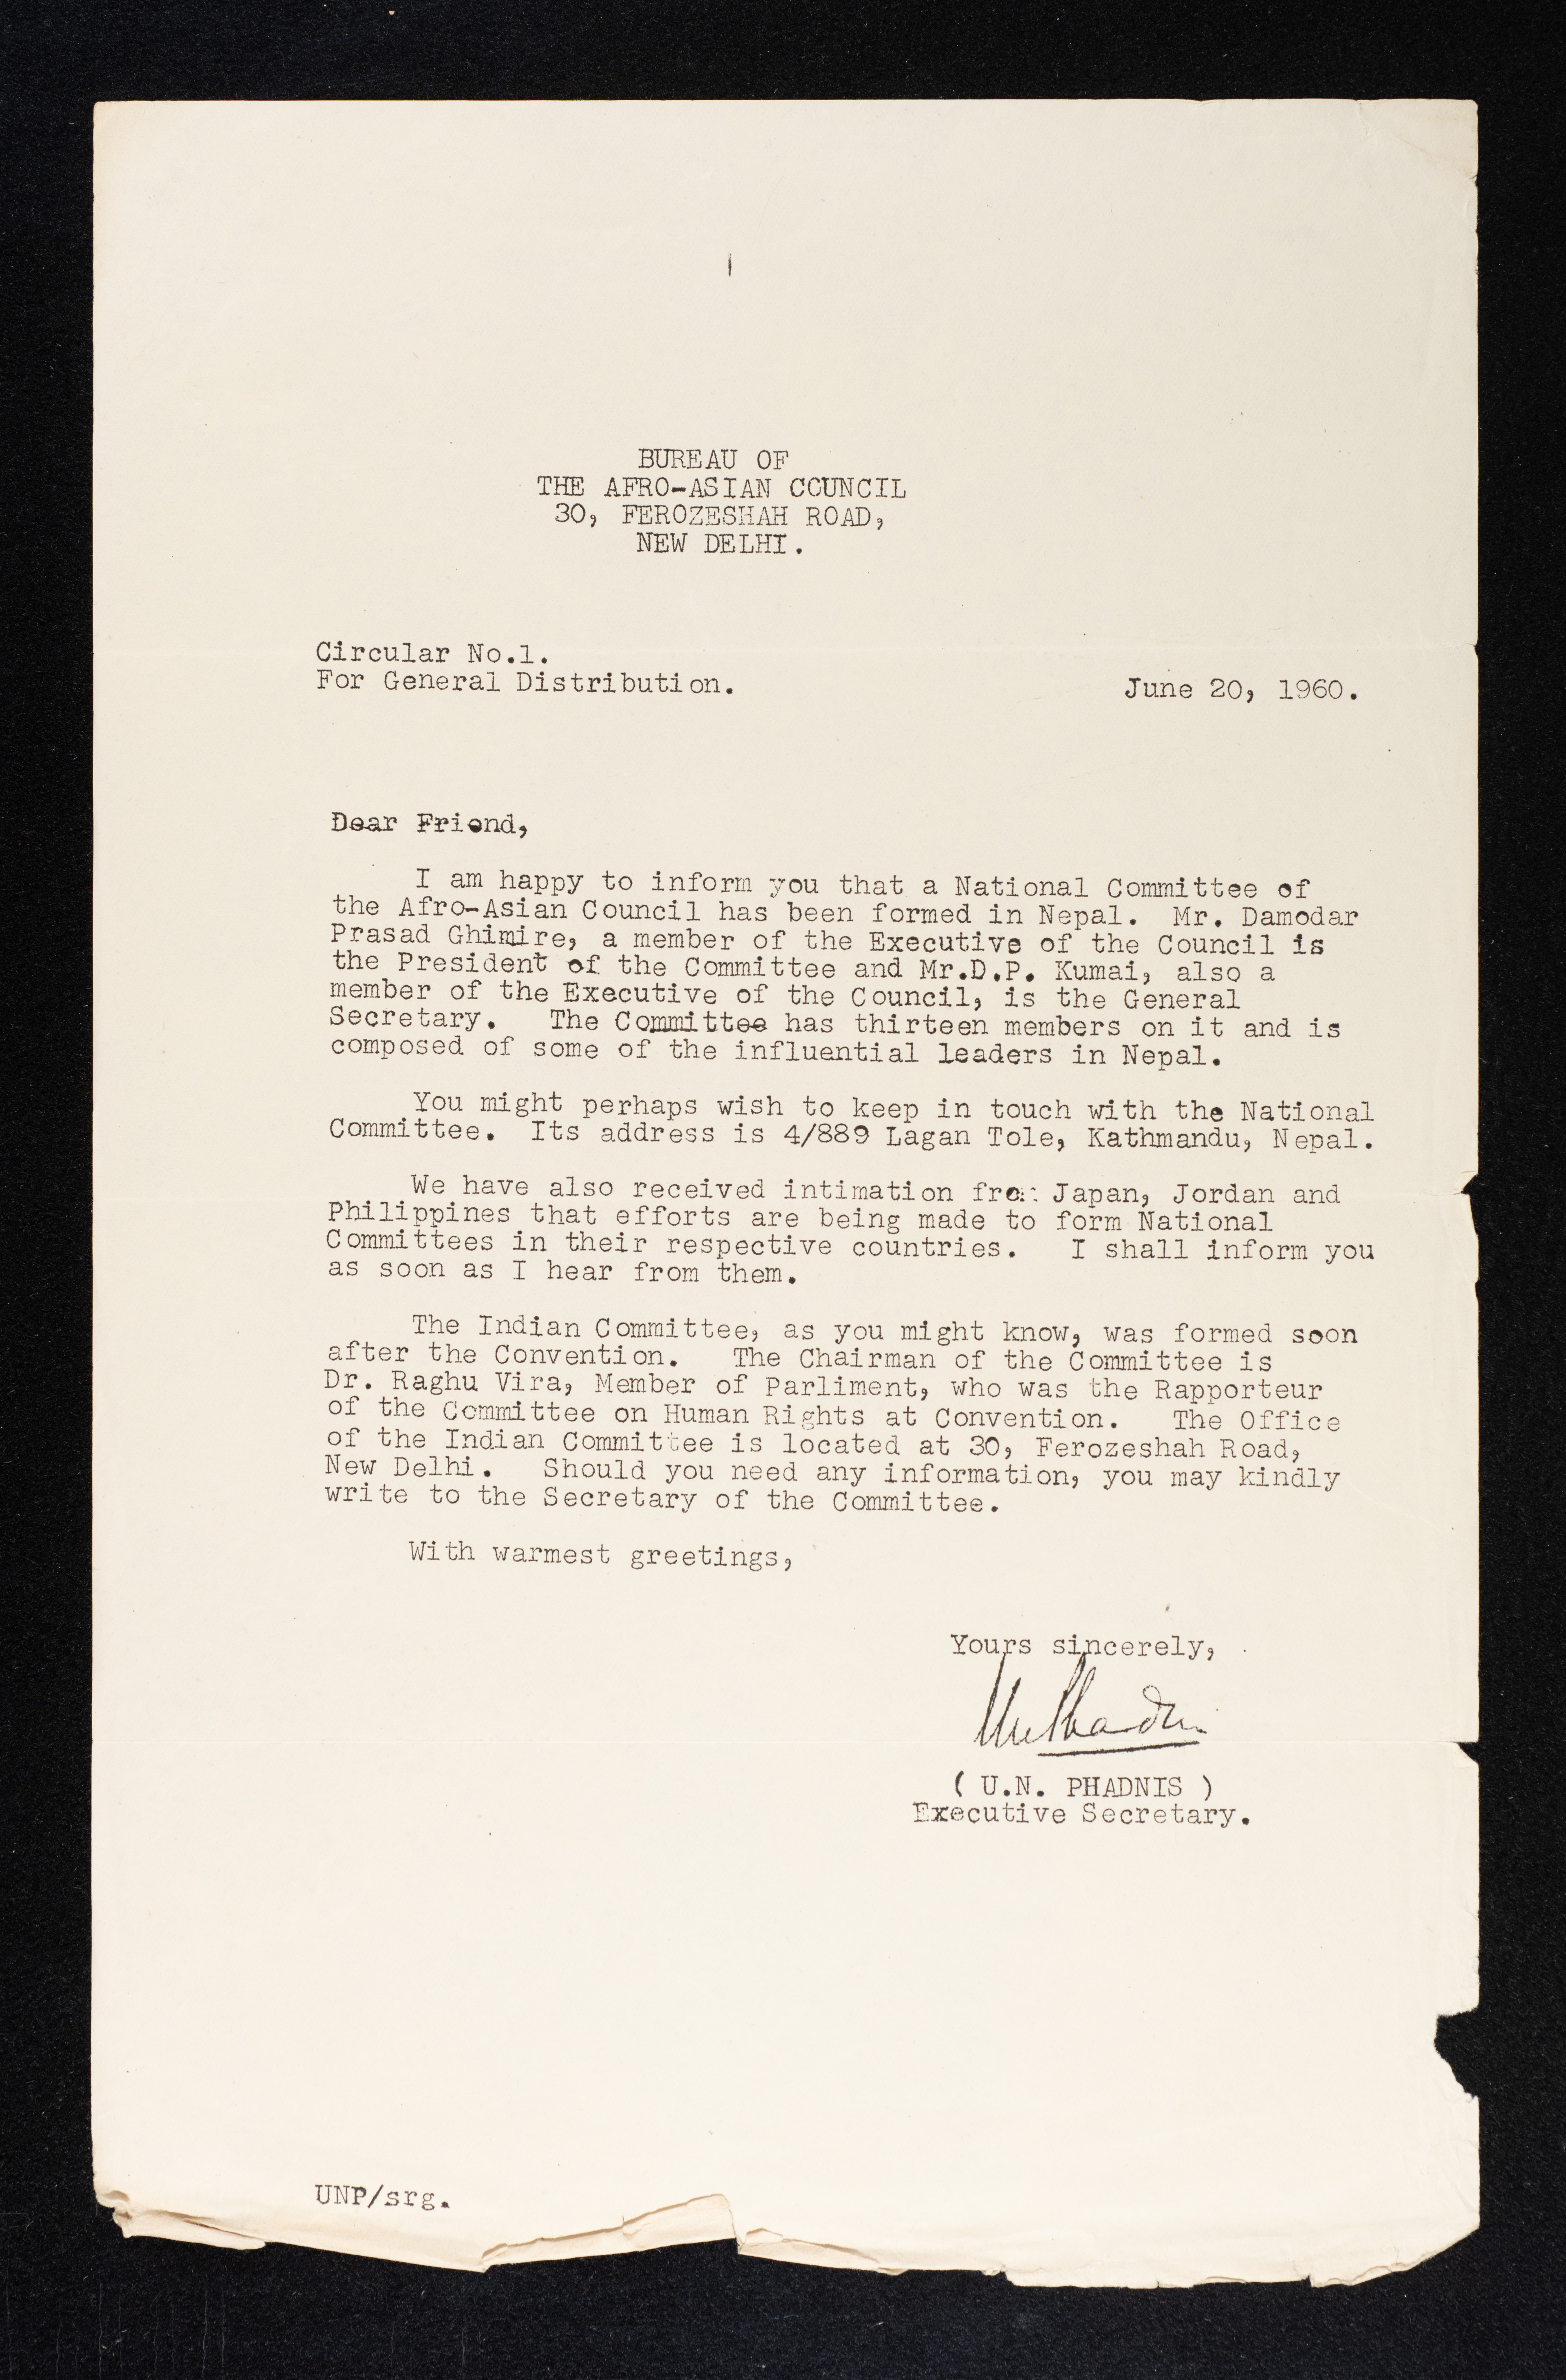 BUREAU OF
THE AFRO-ASIAN COUNCIL
30, FEROZESHAH ROAD,
NEW DELHI.
Circular No.1.
For General Distribution.
June 20, 1960.
Dear Friend,
I am happy to inform you that a National Committee of
the Afro-Asian Council has been formed in Nepal. Mr. Damodar
Prasad Ghimire, a member of the Executive of the Council is
the President of the Committee and Mr.D.P. Kumai, also a
member of the Executive of the Council, is the General
Secretary. The Committee has thirteen members on it and is
composed of some of the influential leaders in Nepal.
You might perhaps wish to keep in touch with the National
Committee. Its address is 4/889 Lagan Tole, Kathmandu, Nepal.
We have also received intimation from Japan, Jordan and
Philippines that efforts are being made to form National
Committees in their respective countries. I shall inform you
as soon as I hear from them.
The Indian Committee, as you might know, was formed soon
after the Convention. The Chairman of the Committee is
Dr. Raghu Vira, Member of Parliment, who was the Rapporteur
of the Committee on Human Rights at Convention. The Office
of the Indian Committee is located at 30, Ferozeshah Road,
New Delhi. Should you need any information, you may kindly
write to the Secretary of the Committee.
With warmest greetings,
Yours sincerely,
( U.N. PHADNIS )
Executive Secretary.
UNP/srg.